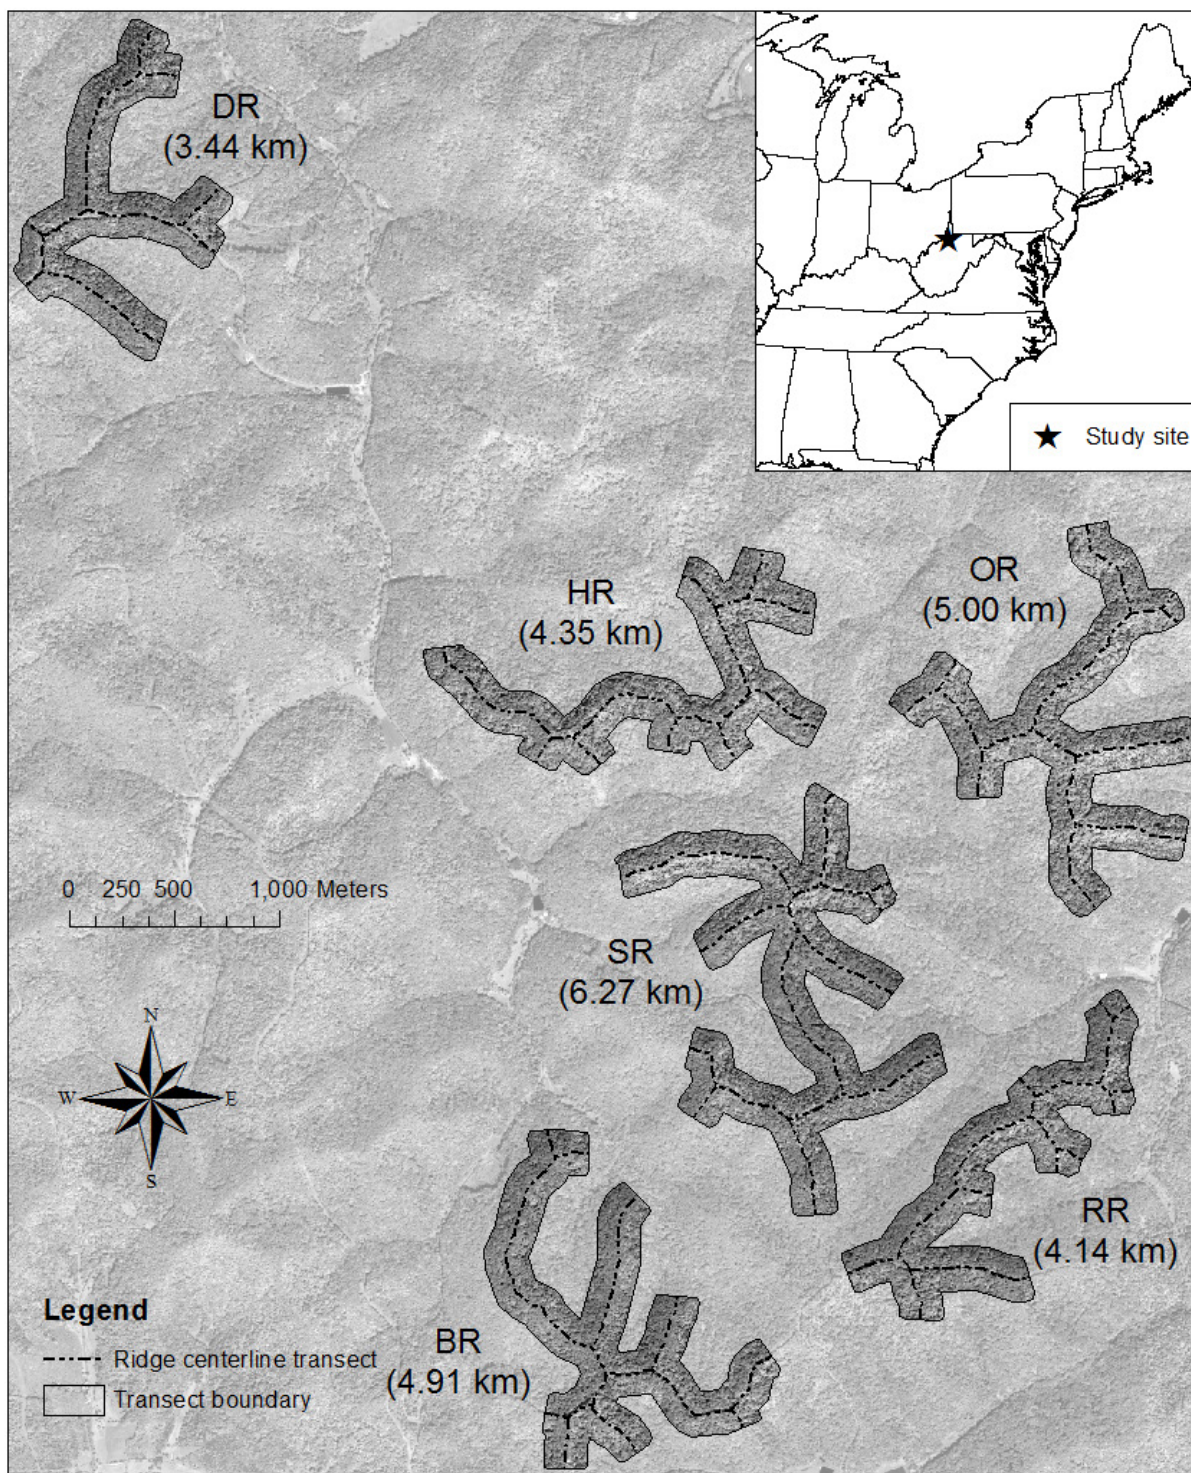 DR
(3.44 km)
Study site
HR
(4.35 km)
OR
(5.00 km)
0 250 500 1,000 Meters
SR
(6.27 km)
N
W E
S
RR
(4.14 km)
Legend
Ridge centerline transect
Transect boundary
BR
(4.91 km)